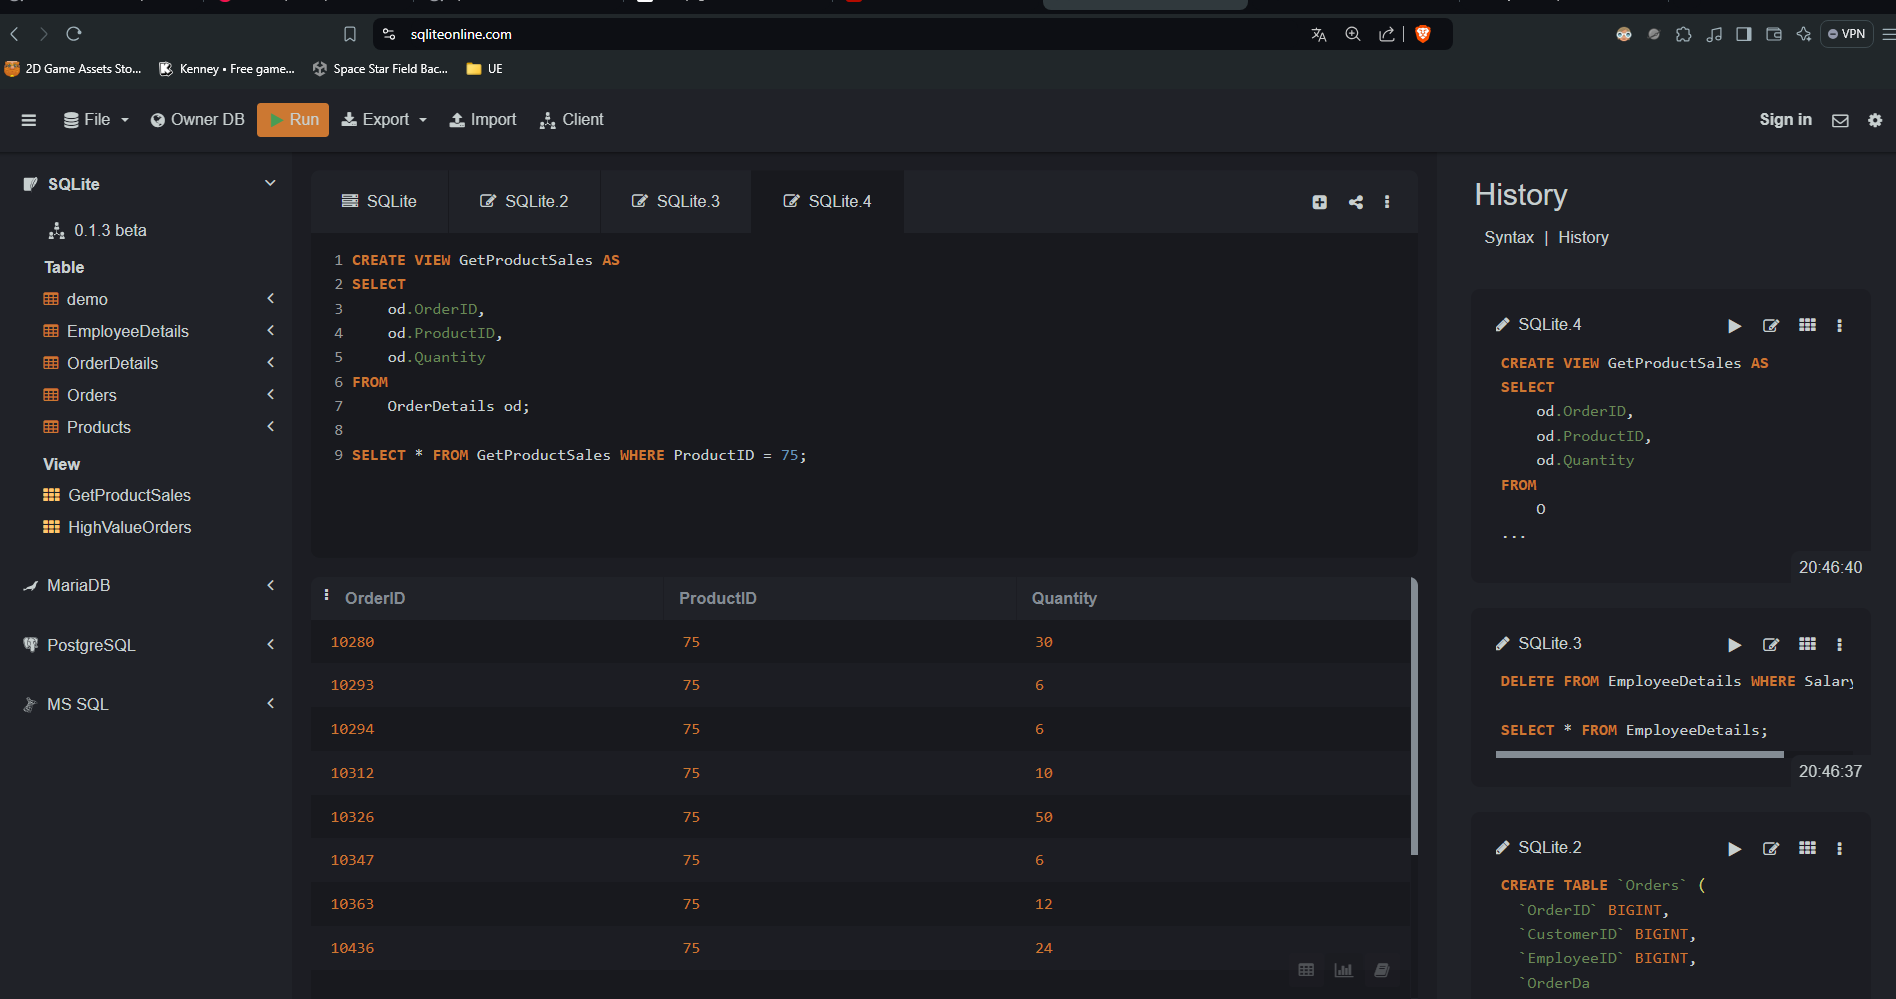 sqliteonline.com
VPN
2D Game Assets Sto...
Kenney • Free game...
Space Star Field Bac...
UE
File
Owner DB
Run
Export
Import
Client
Sign in
SQLite
0.1.3 beta
Table
demo
EmployeeDetails
OrderDetails
Orders
Products
View
GetProductSales
HighValueOrders
MariaDB
PostgreSQL
MS SQL
SQLite
SQLite.2
SQLite.3
SQLite.4
1 CREATE VIEW GetProductSales AS
2 SELECT
3     od.OrderID,
4     od.ProductID,
5     od.Quantity
6 FROM
7     OrderDetails od;
8
9 SELECT * FROM GetProductSales WHERE ProductID = 75;
OrderID ProductID Quantity
10280 75 30
10293 75 6
10294 75 6
10312 75 10
10326 75 50
10347 75 6
10363 75 12
10436 75 24
History
Syntax | History
SQLite.4
CREATE VIEW GetProductSales AS
SELECT
    od.OrderID,
    od.ProductID,
    od.Quantity
FROM
    O
...
20:46:40
SQLite.3
DELETE FROM EmployeeDetails WHERE Salary
SELECT * FROM EmployeeDetails;
20:46:37
SQLite.2
CREATE TABLE `Orders` (
  `OrderID` BIGINT,
  `CustomerID` BIGINT,
  `EmployeeID` BIGINT,
  `OrderDa